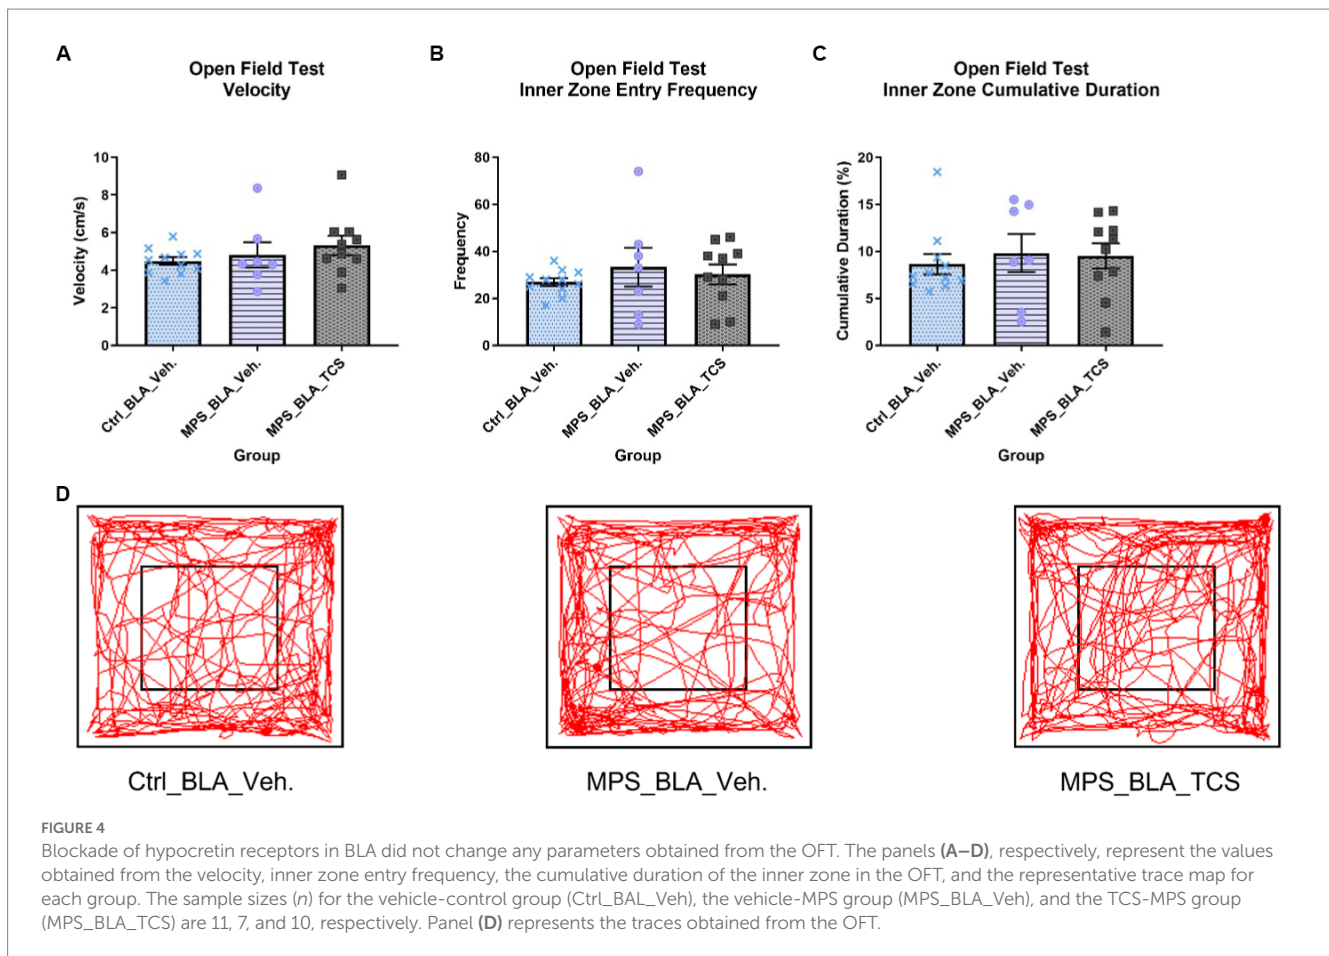 A
Open Field Test
Velocity
Velocity (cm/s)
10
8
6
4
2
0
Ctrl_BLA_Veh.
MPS_BLA_Veh.
MPS_BLA_TCS
Group
B
Open Field Test
Inner Zone Entry Frequency
Frequency
80
60
40
20
0
Ctrl_BLA_Veh.
MPS_BLA_Veh.
MPS_BLA_TCS
Group
C
Open Field Test
Inner Zone Cumulative Duration
Cumulative Duration (%)
20
15
10
5
0
Ctrl_BLA_Veh.
MPS_BLA_Veh.
MPS_BLA_TCS
Group
D
Ctrl_BLA_Veh.
MPS_BLA_Veh.
MPS_BLA_TCS
FIGURE 4
Blockade of hypocretin receptors in BLA did not change any parameters obtained from the OFT. The panels (A–D), respectively, represent the values
obtained from the velocity, inner zone entry frequency, the cumulative duration of the inner zone in the OFT, and the representative trace map for
each group. The sample sizes (n) for the vehicle-control group (Ctrl_BAL_Veh), the vehicle-MPS group (MPS_BLA_Veh), and the TCS-MPS group
(MPS_BLA_TCS) are 11, 7, and 10, respectively. Panel (D) represents the traces obtained from the OFT.